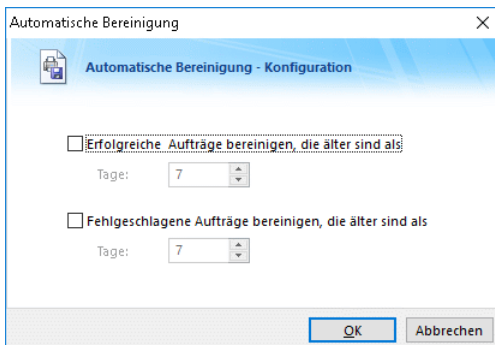 Automatische Bereinigung
Automatische Bereinigung - Konfiguration
Erfolgreiche  Aufträge bereinigen, die älter sind als
Tage: 7
Fehlgeschlagene Aufträge bereinigen, die älter sind als
Tage: 7
OK Abbrechen